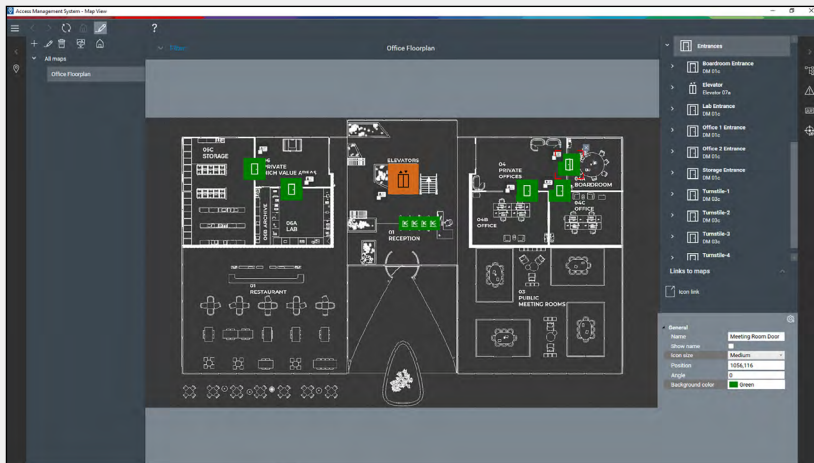 Access Management System – Map View
?
All maps
Office Floorplan
Filter
Office Floorplan
06C
STORAGE
06
PRIVATE
HIGH VALUE AREAS
06B ARCHIVE
06A
LAB
ELEVATORS
01
RECEPTION
04
PRIVATE
OFFICES
04A
BOARDROOM
04B
OFFICE
04C
OFFICE
RESTAURANT
03
PUBLIC
MEETING ROOMS
Entrances
Boardroom Entrance
DM 01c
Elevator
Elevator 07a
Lab Entrance
DM 01c
Office 1 Entrance
DM 01c
Office 2 Entrance
DM 01c
Storage Entrance
DM 01c
Turnstile-1
DM 03c
Turnstile-2
DM 03c
Turnstile-3
DM 03c
Turnstile-4
Links to maps
Icon link
General
Name Meeting Room Door
Show name
Icon size Medium
Position 1056,116
Angle 0
Background color Green